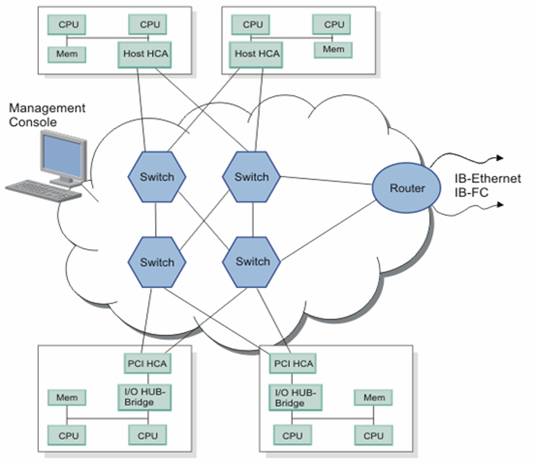 CPU
CPU
Mem
Host HCA
CPU
CPU
Host HCA
Mem
Management
Console
Switch
Switch
Router
IB-Ethernet
IB-FC
Switch
Switch
PCI HCA
I/O HUB-
Bridge
Mem
CPU
CPU
PCI HCA
I/O HUB-
Bridge
Mem
CPU
CPU